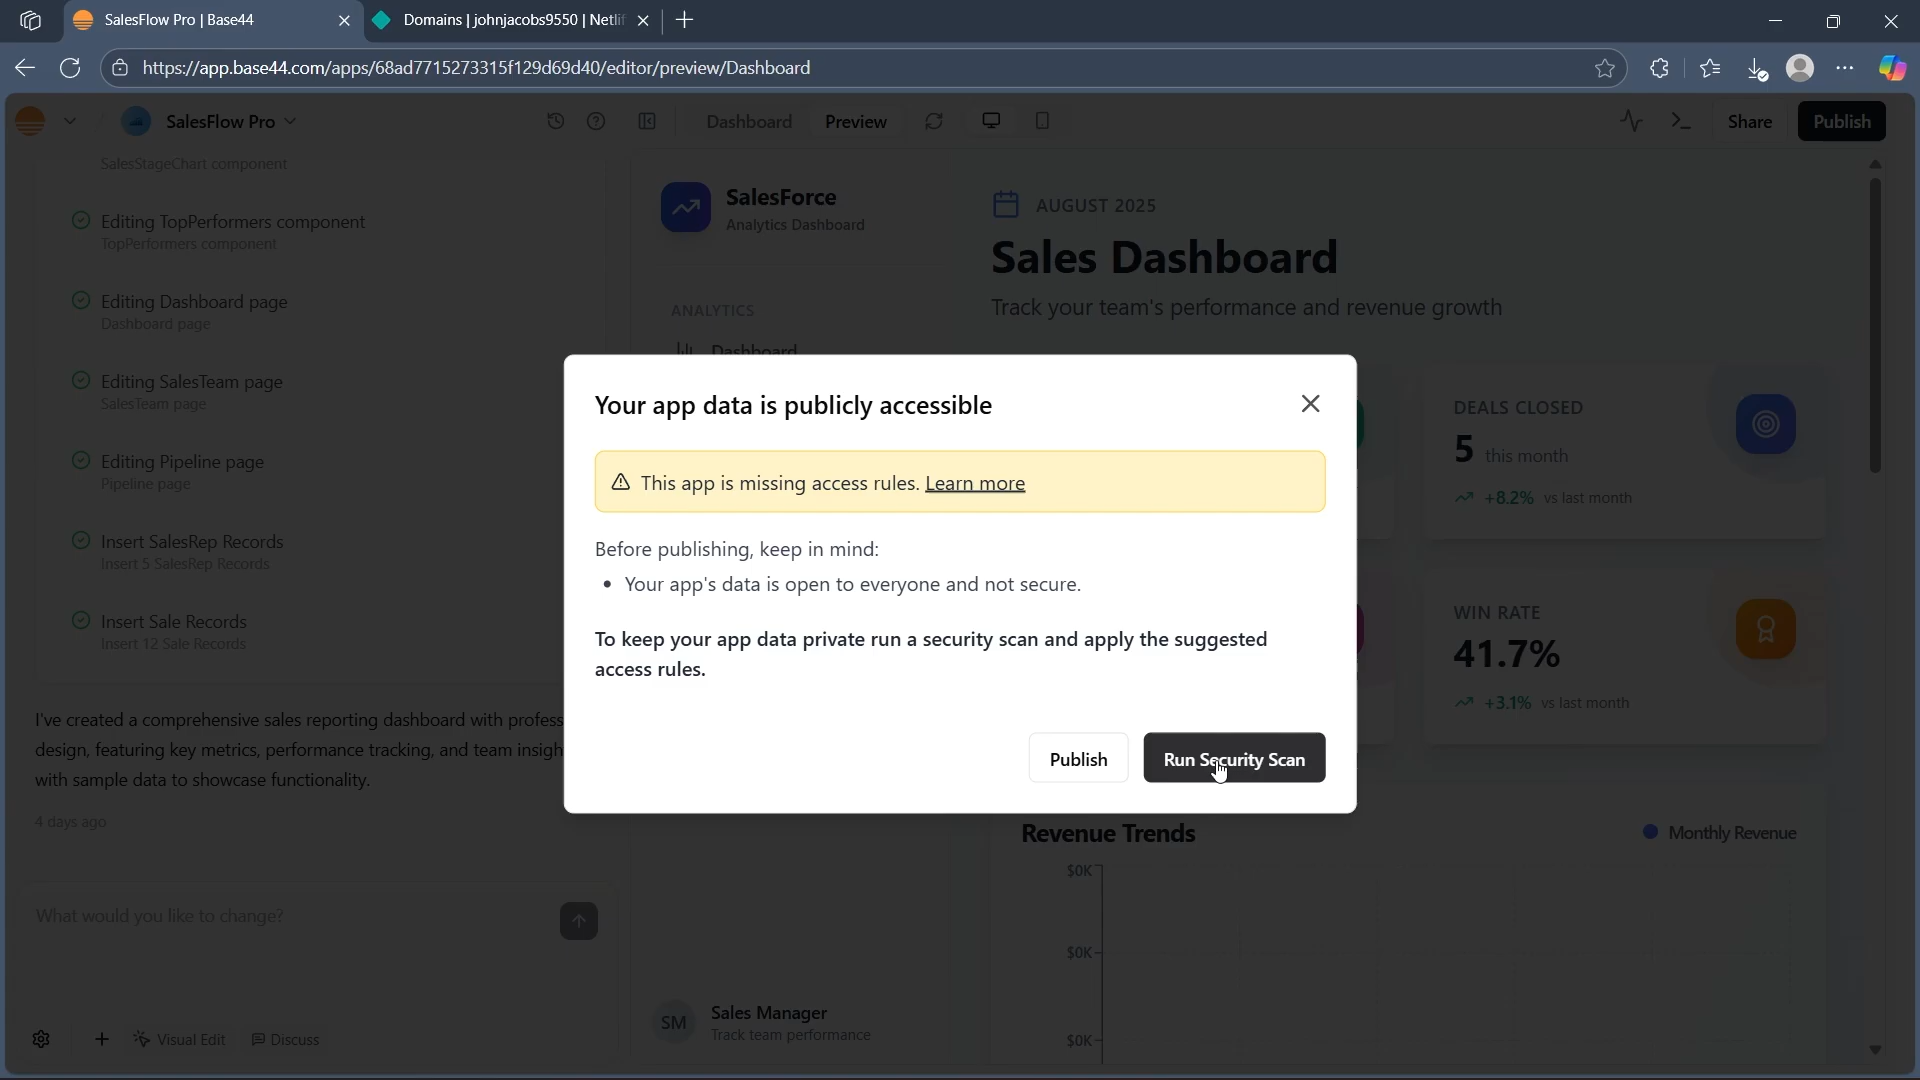 SalesFlow Pro | Base44
Domains | johnjacobs9550 | Netlif
https://app.base44.com/apps/68ad7715273315f129d69d40/editor/preview/Dashboard
SalesFlow Pro
Dashboard
Preview
Share
Publish
SalesStageChart component
Editing TopPerformers component
TopPerformers component
Editing Dashboard page
Dashboard page
Editing SalesTeam page
SalesTeam page
Editing Pipeline page
Pipeline page
Insert SalesRep Records
Insert 5 SalesRep Records
Insert Sale Records
Insert 12 Sale Records
I've created a comprehensive sales reporting dashboard with profess
design, featuring key metrics, performance tracking, and team insigh
with sample data to showcase functionality.
4 days ago
What would you like to change?
Visual Edit
Discuss
SalesForce
Analytics Dashboard
ANALYTICS
Dashboard
SM
Sales Manager
Track team performance
AUGUST 2025
Sales Dashboard
Track your team's performance and revenue growth
DEALS CLOSED
5 this month
+8.2% vs last month
WIN RATE
41.7%
+3.1% vs last month
Revenue Trends
Monthly Revenue
$0K
$0K
$0K
Your app data is publicly accessible
This app is missing access rules. Learn more
Before publishing, keep in mind:
• Your app's data is open to everyone and not secure.
To keep your app data private run a security scan and apply the suggested
access rules.
Publish
Run Security Scan